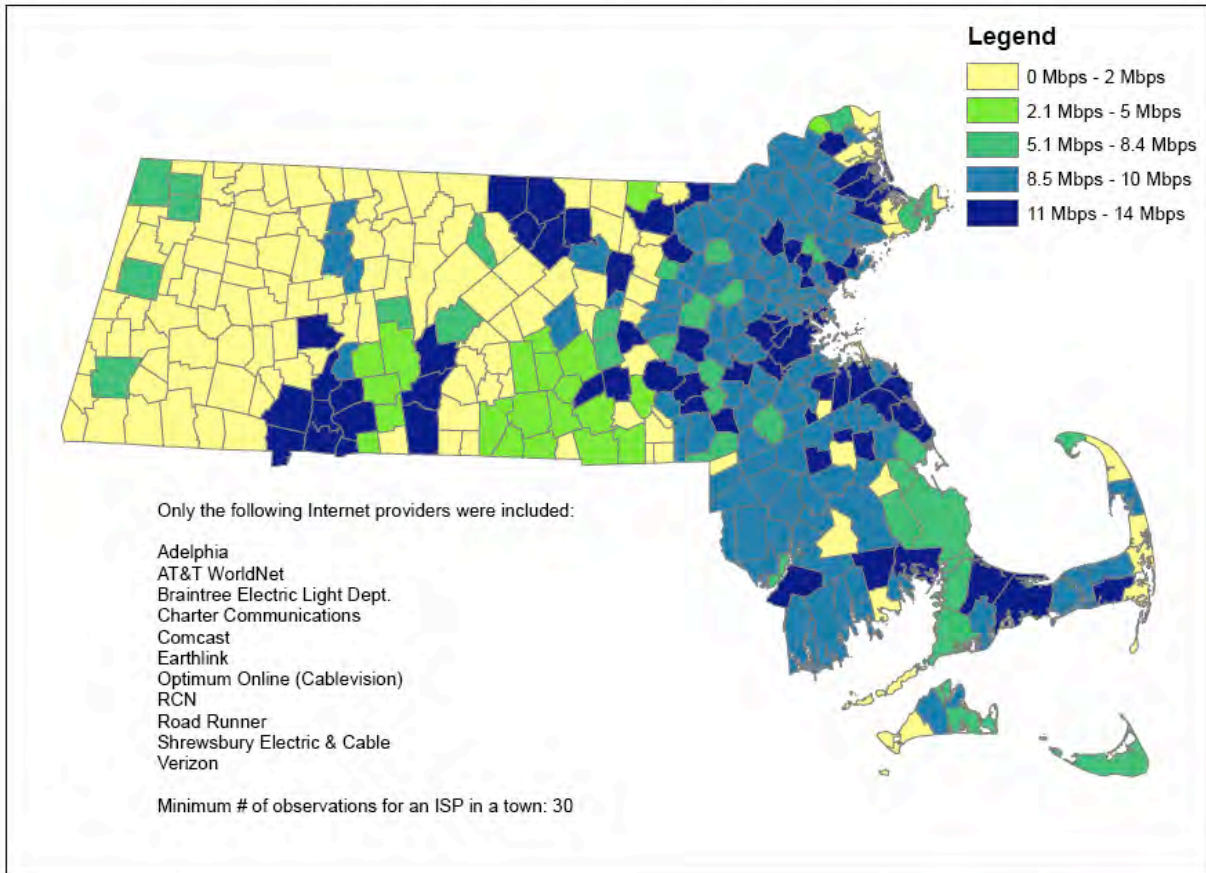 Legend
0 Mbps - 2 Mbps
2.1 Mbps - 5 Mbps
5.1 Mbps - 8.4 Mbps
8.5 Mbps - 10 Mbps
11 Mbps - 14 Mbps
Only the following Internet providers were included:
Adelphia
AT&T WorldNet
Braintree Electric Light Dept.
Charter Communications
Comcast
Earthlink
Optimum Online (Cablevision)
RCN
Road Runner
Shrewsbury Electric & Cable
Verizon
Minimum # of observations for an ISP in a town: 30